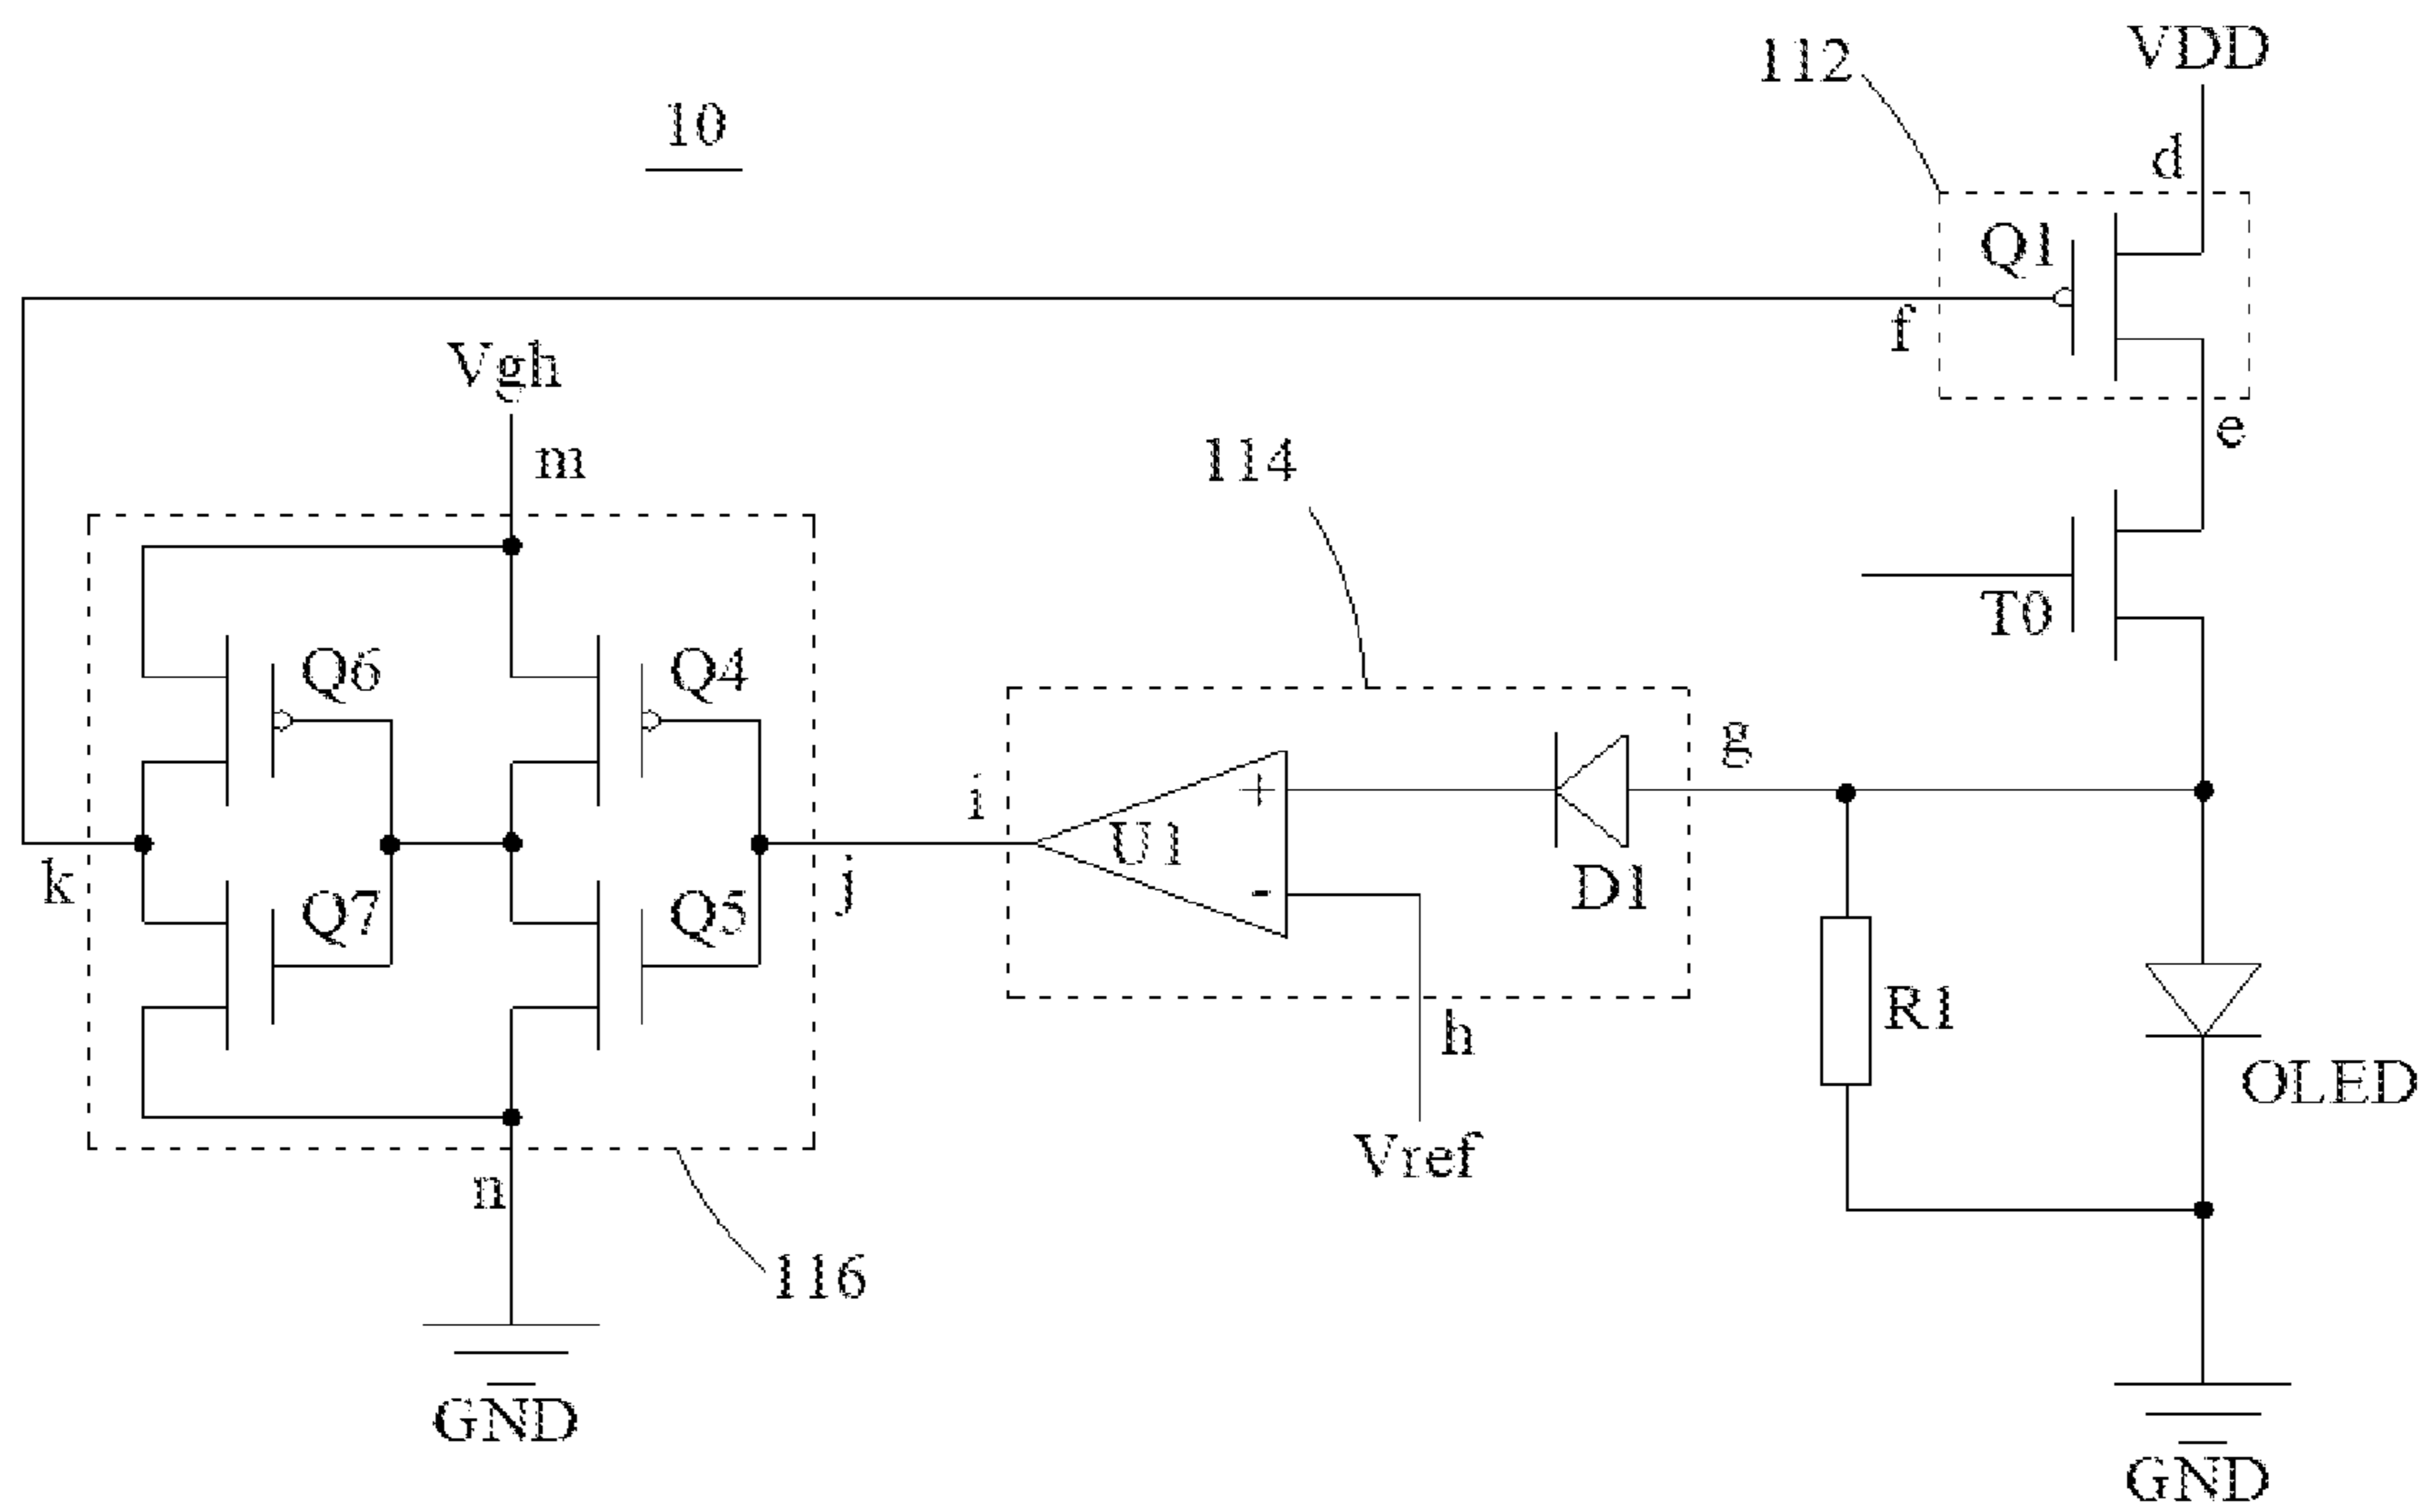 VDD
112
10
d
Q1
f
Vgh
e
m
114
T0
Q6
Q4
g
i
+
U1
k
j
Q7
Q5
-
D1
R1
h
OLED
Vref
n
116
GND
GND